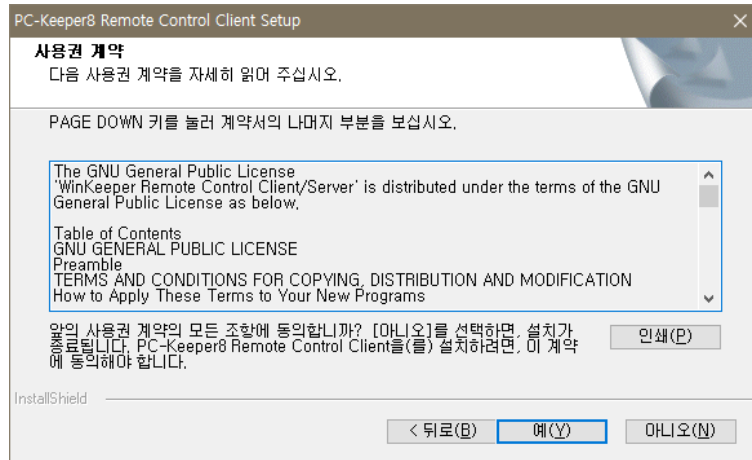 PC-Keeper8 Remote Control Client Setup
사용권 계약
다음 사용권 계약을 자세히 읽어 주십시오.
PAGE DOWN 키를 눌러 계약서의 나머지 부분을 보십시오.
The GNU General Public License
'WinKeeper Remote Control Client/Server' is distributed under the terms of the GNU
General Public License as below.
Table of Contents
GNU GENERAL PUBLIC LICENSE
Preamble
TERMS AND CONDITIONS FOR COPYING, DISTRIBUTION AND MODIFICATION
How to Apply These Terms to Your New Programs
앞의 사용권 계약의 모든 조항에 동의합니까? [아니오]를 선택하면, 설치가
종료됩니다. PC-Keeper8 Remote Control Client을(를) 설치하려면, 이 계약
에 동의해야 합니다.
인쇄(P)
InstallShield
< 뒤로(B)
예(Y)
아니오(N)